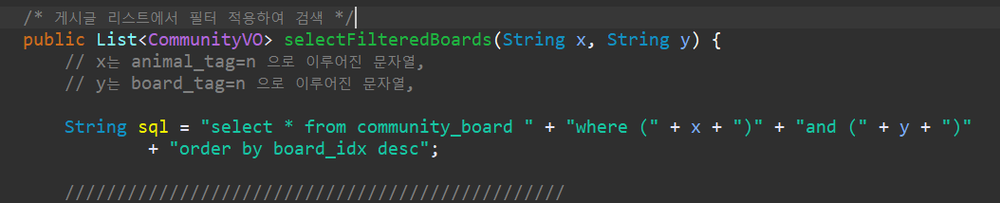 /* 게시글 리스트에서 필터 적용하여 검색 */
public List<CommunityVO> selectFilteredBoards(String x, String y) {
// x는 animal_tag=n 으로 이루어진 문자열,
// y는 board_tag=n 으로 이루어진 문자열,
String sql = "select * from community_board " + "where (" + x + ")" + "and (" + y + ")"
+ "order by board_idx desc";
////////////////////////////////////////////////